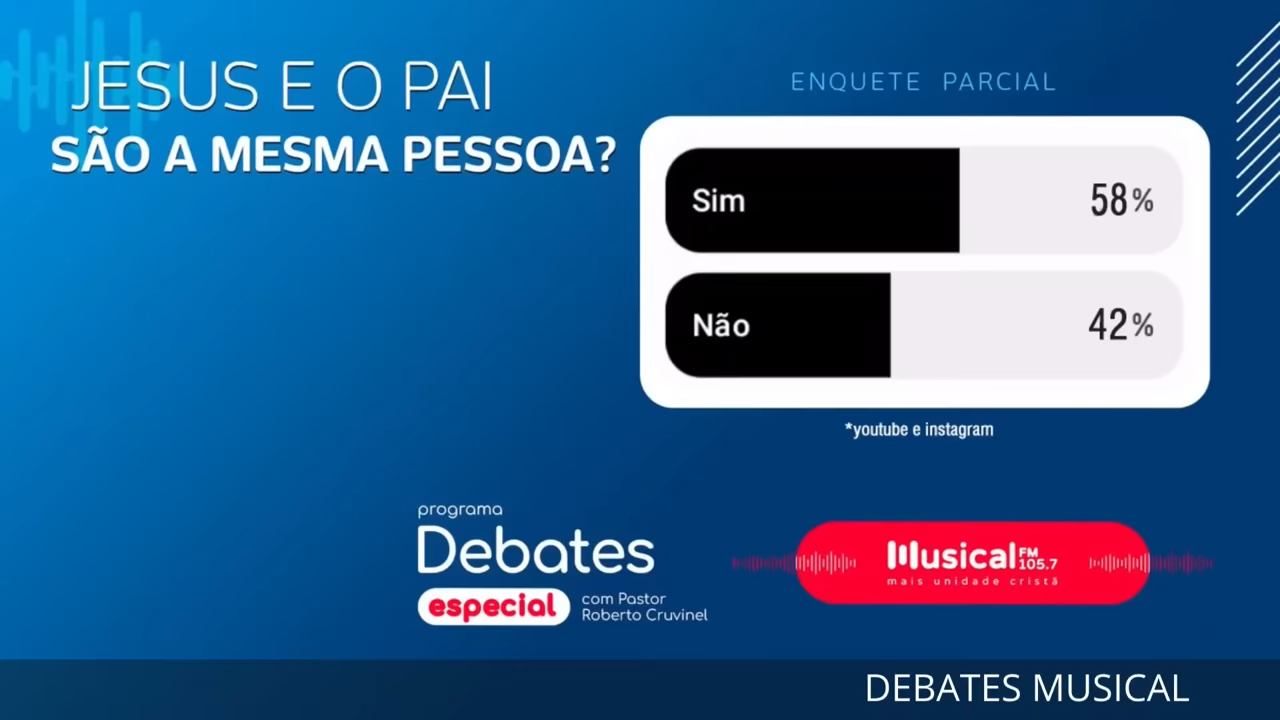 JESUS E O PAI
SÃO A MESMA PESSOA?
ENQUETE PARCIAL
Sim 58%
Não 42%
*youtube e instagram
programa
Debates
especial
com Pastor
Roberto Cruvinel
Musical FM
105.7
mais unidade cristã
DEBATES MUSICAL